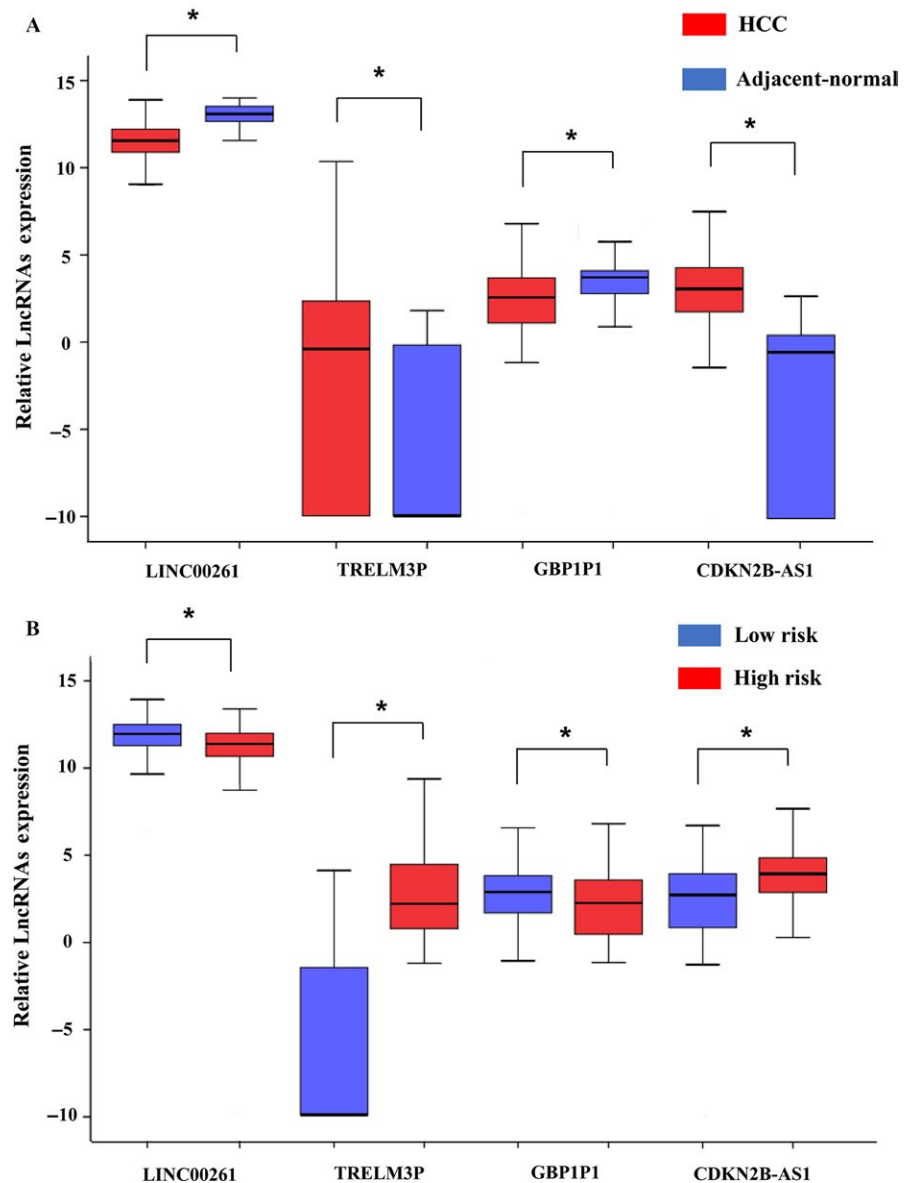 A
HCC
Adjacent-normal
* * * *
Relative LncRNAs expression
15
10
5
0
−5
−10
LINC00261 TRELM3P GBP1P1 CDKN2B-AS1
B
Low risk
High risk
* * * *
Relative LncRNAs expression
15
10
5
0
−5
−10
LINC00261 TRELM3P GBP1P1 CDKN2B-AS1